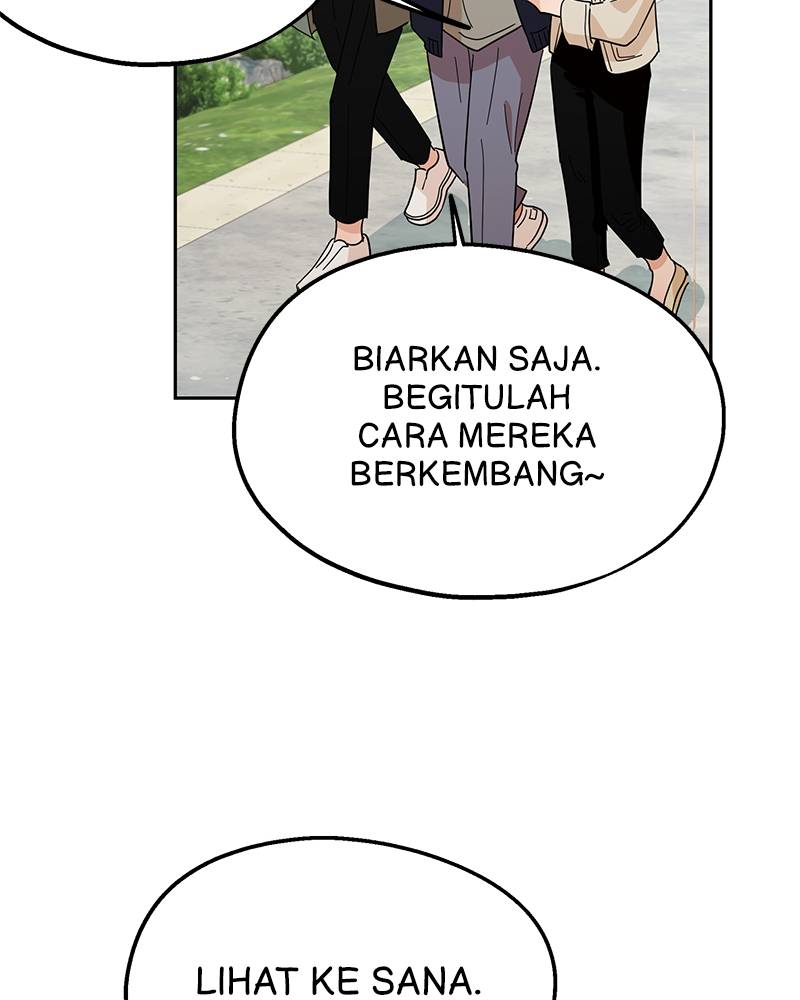 BIARKAN SAJA.
BEGITULAH
CARA MEREKA
BERKEMBANG~
LIHAT KE SANA.